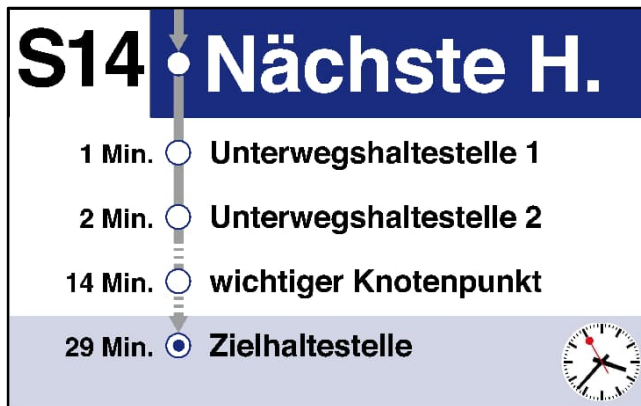 S14 Nächste H.
1 Min. Unterwegshaltestelle 1
2 Min. Unterwegshaltestelle 2
14 Min. wichtiger Knotenpunkt
29 Min. Zielhaltestelle